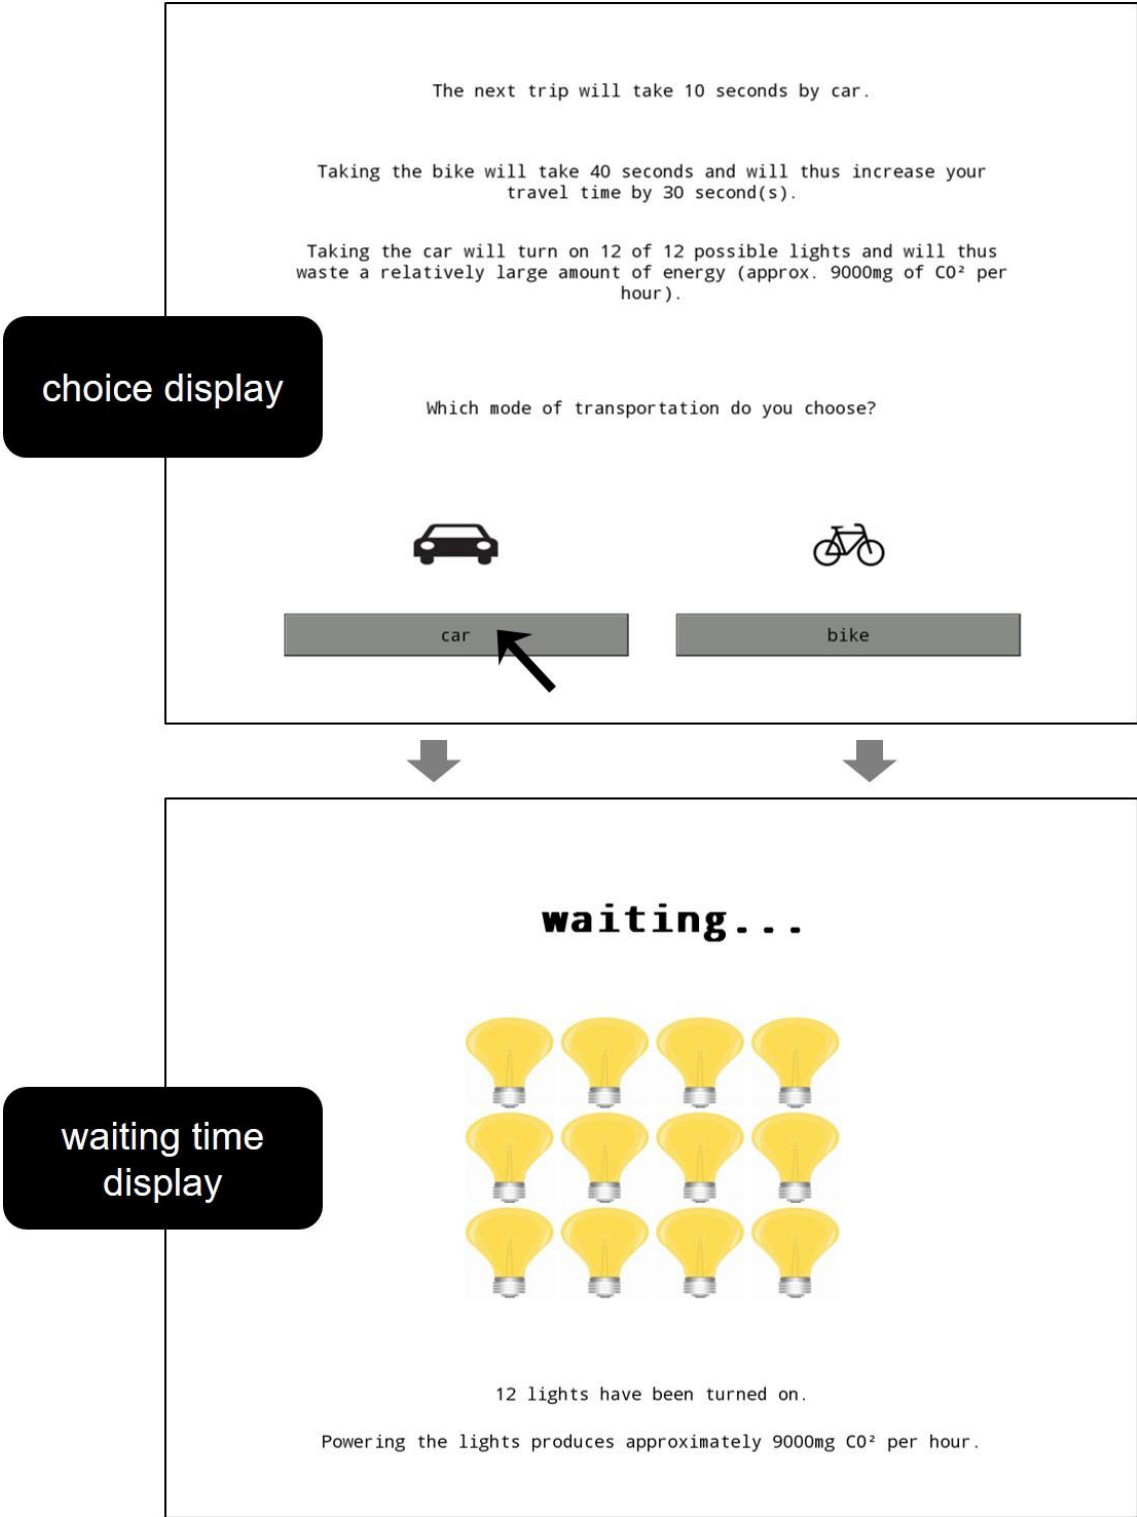 The next trip will take 10 seconds by car.
Taking the bike will take 40 seconds and will thus increase your
travel time by 30 second(s).
Taking the car will turn on 12 of 12 possible lights and will thus
waste a relatively large amount of energy (approx. 9000mg of CO² per
hour).
choice display
Which mode of transportation do you choose?
car
bike
waiting...
waiting time
display
12 lights have been turned on.
Powering the lights produces approximately 9000mg CO² per hour.